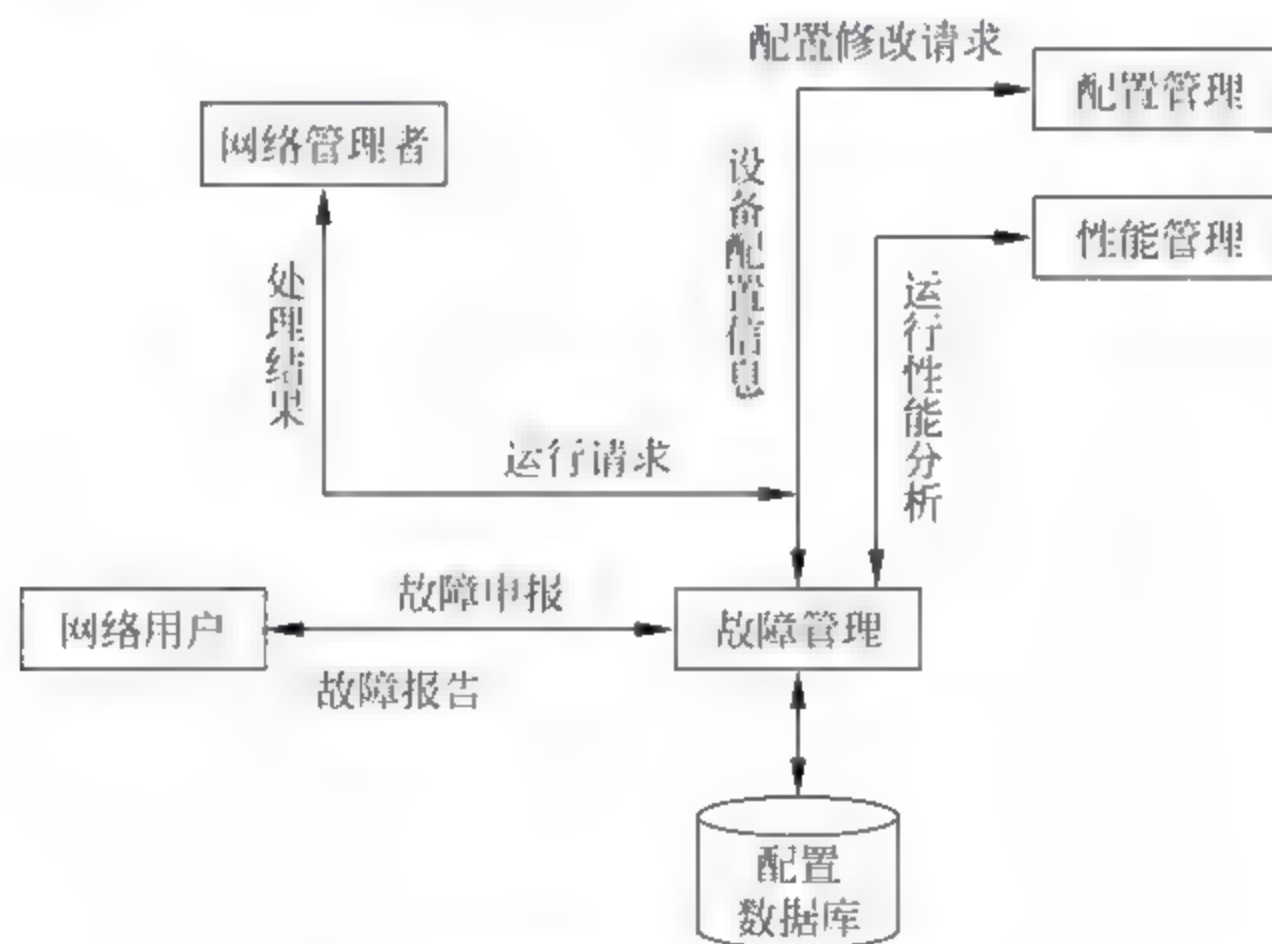 配置修改请求
配置管理
网络管理者
设备配置信息
性能管理
处理结果
运行性能分析
运行请求
故障申报
网络用户
故障管理
故障报告
配置
数据库